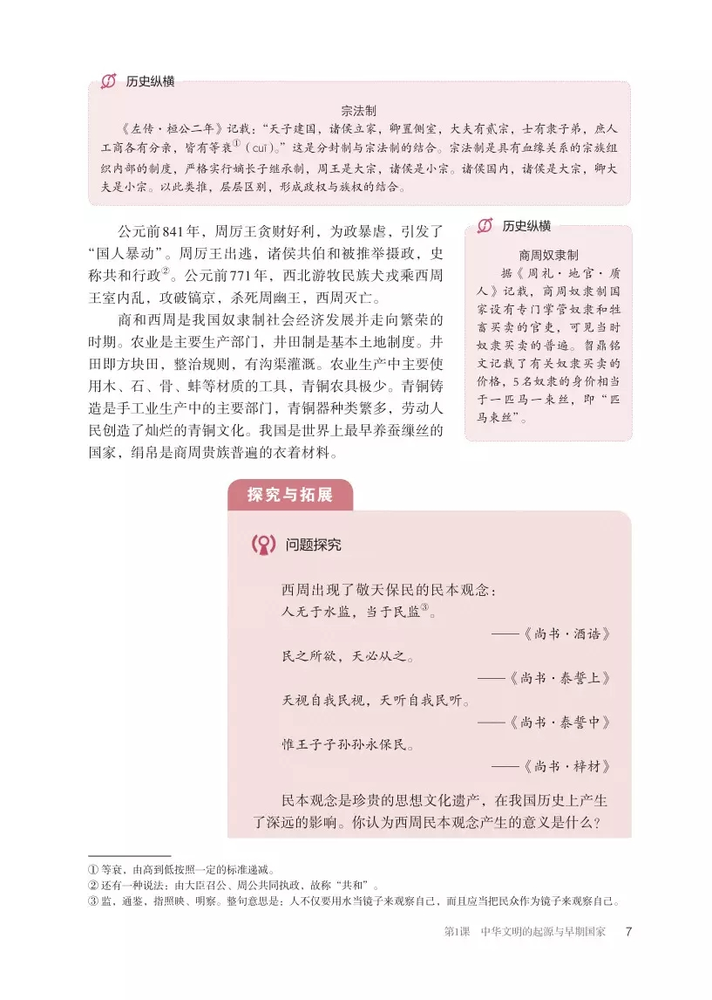 历史纵横
宗法制
《左传·桓公二年》记载：“天子建国，诸侯立家，卿置侧室，大夫有贰宗，士有隶子弟，庶人
工商各有分亲，皆有等衰①（cuī）。”这是分封制与宗法制的结合。宗法制是具有血缘关系的宗族组
织内部的制度，严格实行嫡长子继承制，周王是大宗，诸侯是小宗。诸侯国内，诸侯是大宗，卿大
夫是小宗。以此类推，层层区别，形成政权与族权的结合。
公元前841年，周厉王贪财好利，为政暴虐，引发了
“国人暴动”。周厉王出逃，诸侯共伯和被推举摄政，史
称共和行政②。公元前771年，西北游牧民族犬戎乘西周
王室内乱，攻破镐京，杀死周幽王，西周灭亡。
商和西周是我国奴隶制社会经济发展并走向繁荣的
时期。农业是主要生产部门，井田制是基本土地制度。井
田即方块田，整治规则，有沟渠灌溉。农业生产中主要使
用木、石、骨、蚌等材质的工具，青铜农具极少。青铜铸
造是手工业生产中的主要部门，青铜器种类繁多，劳动人
民创造了灿烂的青铜文化。我国是世界上最早养蚕缫丝的
国家，绢帛是商周贵族普遍的衣着材料。
历史纵横
商周奴隶制
据《周礼·地官·质
人》记载，商周奴隶制国
家设有专门掌管奴隶和牲
畜买卖的官吏，可见当时
奴隶买卖的普遍。曶鼎铭
文记载了有关奴隶买卖的
价格，5名奴隶的身价相当
于一匹马一束丝，即“匹
马束丝”。
探究与拓展
问题探究
西周出现了敬天保民的民本观念：
人无于水监，当于民监③。
——《尚书·酒诰》
民之所欲，天必从之。
——《尚书·泰誓上》
天视自我民视，天听自我民听。
——《尚书·泰誓中》
惟王子子孙孙永保民。
——《尚书·梓材》
民本观念是珍贵的思想文化遗产，在我国历史上产生
了深远的影响。你认为西周民本观念产生的意义是什么？
① 等衰，由高到低按照一定的标准递减。
② 还有一种说法：由大臣召公、周公共同执政，故称“共和”。
③ 监，通鉴，指照映、明察。整句意思是：人不仅要用水当镜子来观察自己，而且应当把民众作为镜子来观察自己。
第1课 中华文明的起源与早期国家 7